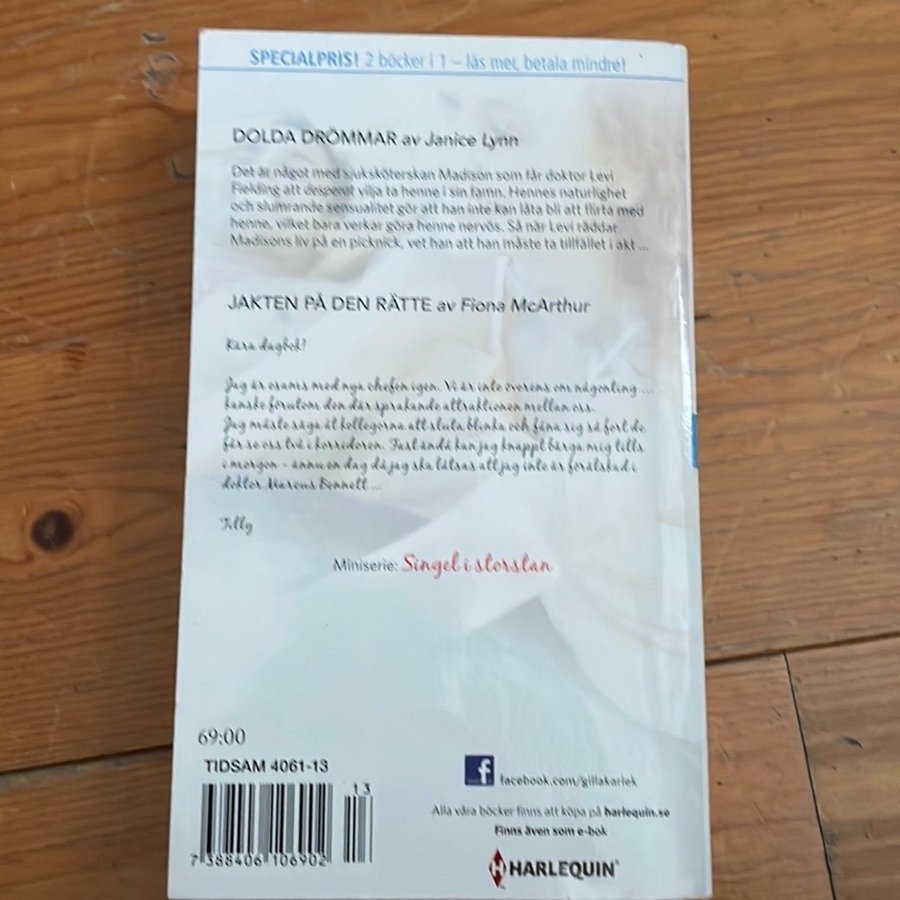 SPECIALPRIS! 2 böcker i 1 – läs mer, betala mindre!
DOLDA DRÖMMAR av Janice Lynn
Det är något med sjuksköterskan Madison som får doktor Levi
Fielding att desperat vilja ta henne i sin famn. Hennes naturlighet
och slumrande sensualitet gör att han inte kan låta bli att flirta med
henne, vilket bara verkar göra henne nervös. Så när Levi räddar
Madisons liv på en picknick, vet han att han måste ta tillfället i akt ...
JAKTEN PÅ DEN RÄTTE av Fiona McArthur
Kära dagbok!
Jag är osams med nya chefen igen. Vi är inte överens om någonting ...
kanske förutom den där sprakande attraktionen mellan oss.
Jag måste säga åt kollegorna att sluta blinka och fåna sig så fort de
får se oss två i korridoren. Fast ändå kan jag knappt bärga mig tills
i morgon – ännu en dag då jag ska låtsas att jag inte är förälskad i
doktor Marcus Bennett ...
Tilly
Miniserie: Singel i storstan
69:00
TIDSAM 4061-13
13
7 388406 106902
f facebook.com/gillakarlek
Alla våra böcker finns att köpa på harlequin.se
Finns även som e-bok
H HARLEQUIN®